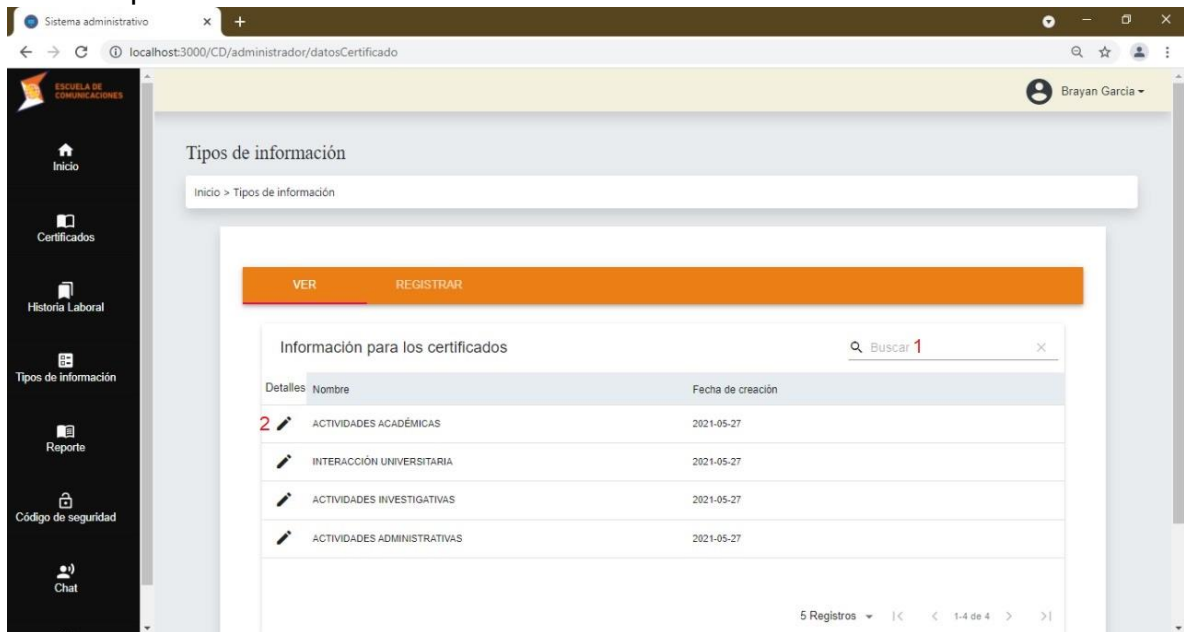 Sistema administrativo
localhost:3000/CD/administrador/datosCertificado
ESCUELA DE
COMUNICACIONES
Brayan Garcia
Inicio
Certificados
Historia Laboral
Tipos de información
Reporte
Código de seguridad
Chat
Tipos de información
Inicio > Tipos de información
VER REGISTRAR
Información para los certificados Buscar 1
Detalles Nombre Fecha de creación
2 ACTIVIDADES ACADÉMICAS 2021-05-27
INTERACCIÓN UNIVERSITARIA 2021-05-27
ACTIVIDADES INVESTIGATIVAS 2021-05-27
ACTIVIDADES ADMINISTRATIVAS 2021-05-27
5 Registros |< < 1-4 de 4 > >|